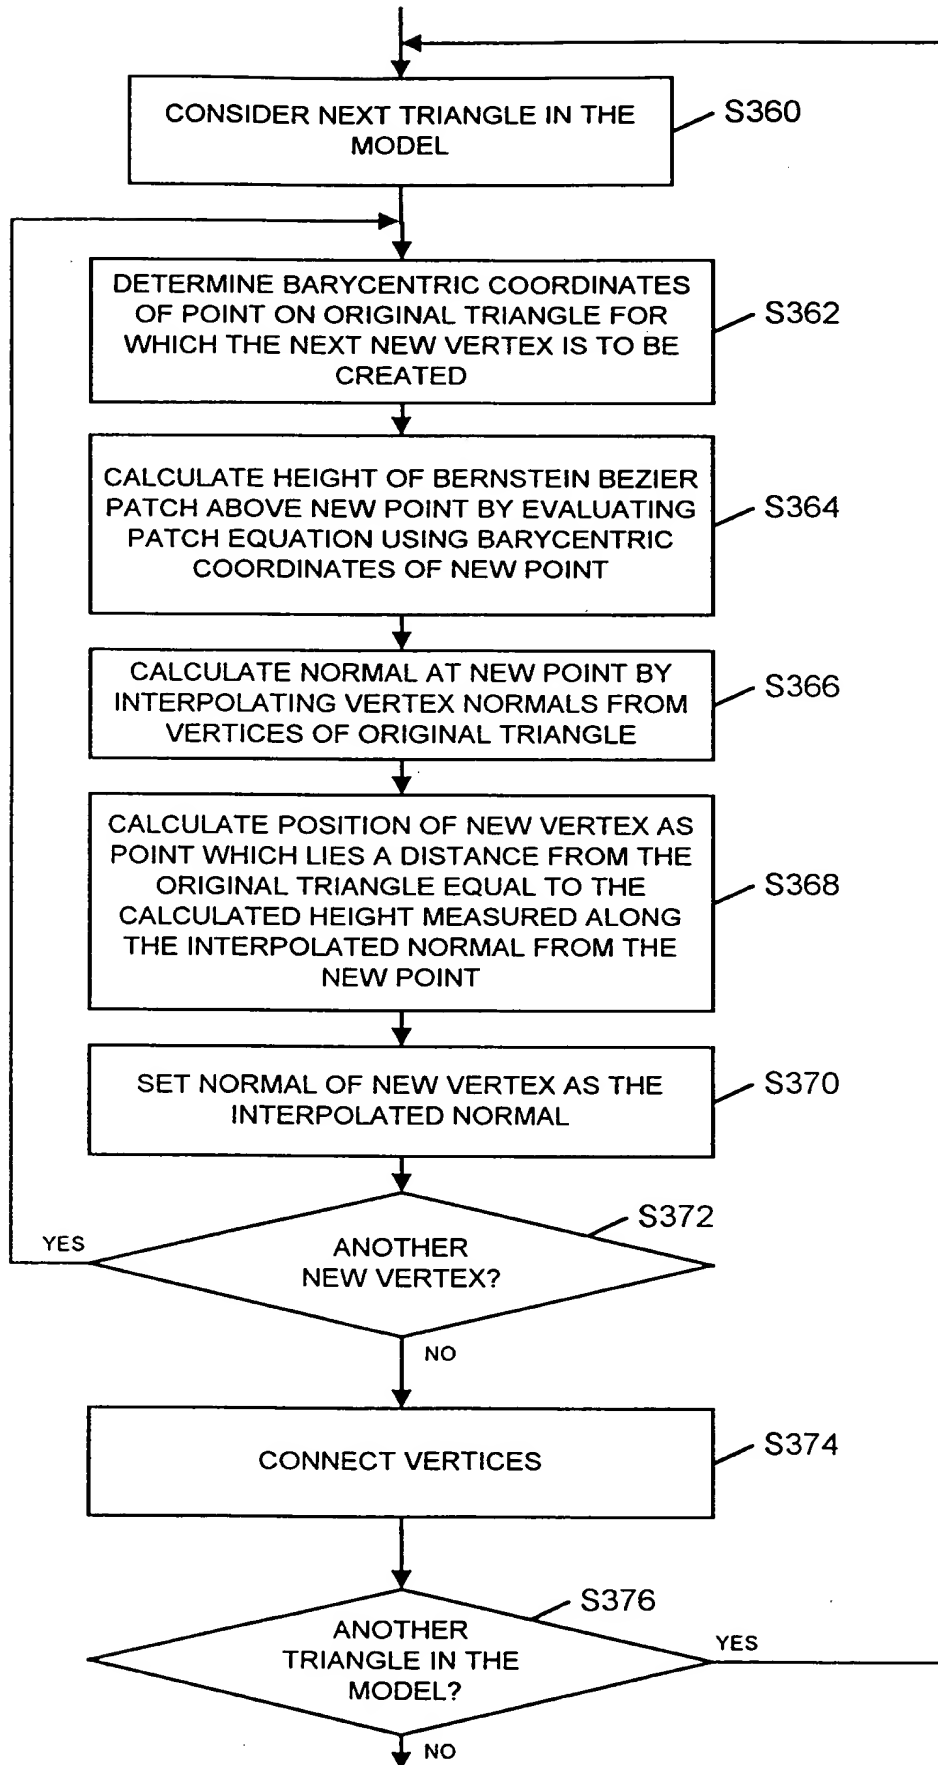 CONSIDER NEXT TRIANGLE IN THE
MODEL
S360
DETERMINE BARYCENTRIC COORDINATES
OF POINT ON ORIGINAL TRIANGLE FOR
WHICH THE NEXT NEW VERTEX IS TO BE
CREATED
S362
CALCULATE HEIGHT OF BERNSTEIN BEZIER
PATCH ABOVE NEW POINT BY EVALUATING
PATCH EQUATION USING BARYCENTRIC
COORDINATES OF NEW POINT
S364
CALCULATE NORMAL AT NEW POINT BY
INTERPOLATING VERTEX NORMALS FROM
VERTICES OF ORIGINAL TRIANGLE
S366
CALCULATE POSITION OF NEW VERTEX AS
POINT WHICH LIES A DISTANCE FROM THE
ORIGINAL TRIANGLE EQUAL TO THE
CALCULATED HEIGHT MEASURED ALONG
THE INTERPOLATED NORMAL FROM THE
NEW POINT
S368
SET NORMAL OF NEW VERTEX AS THE
INTERPOLATED NORMAL
S370
S372
YES
ANOTHER
NEW VERTEX?
NO
CONNECT VERTICES
S374
S376
ANOTHER
TRIANGLE IN THE
MODEL?
YES
NO